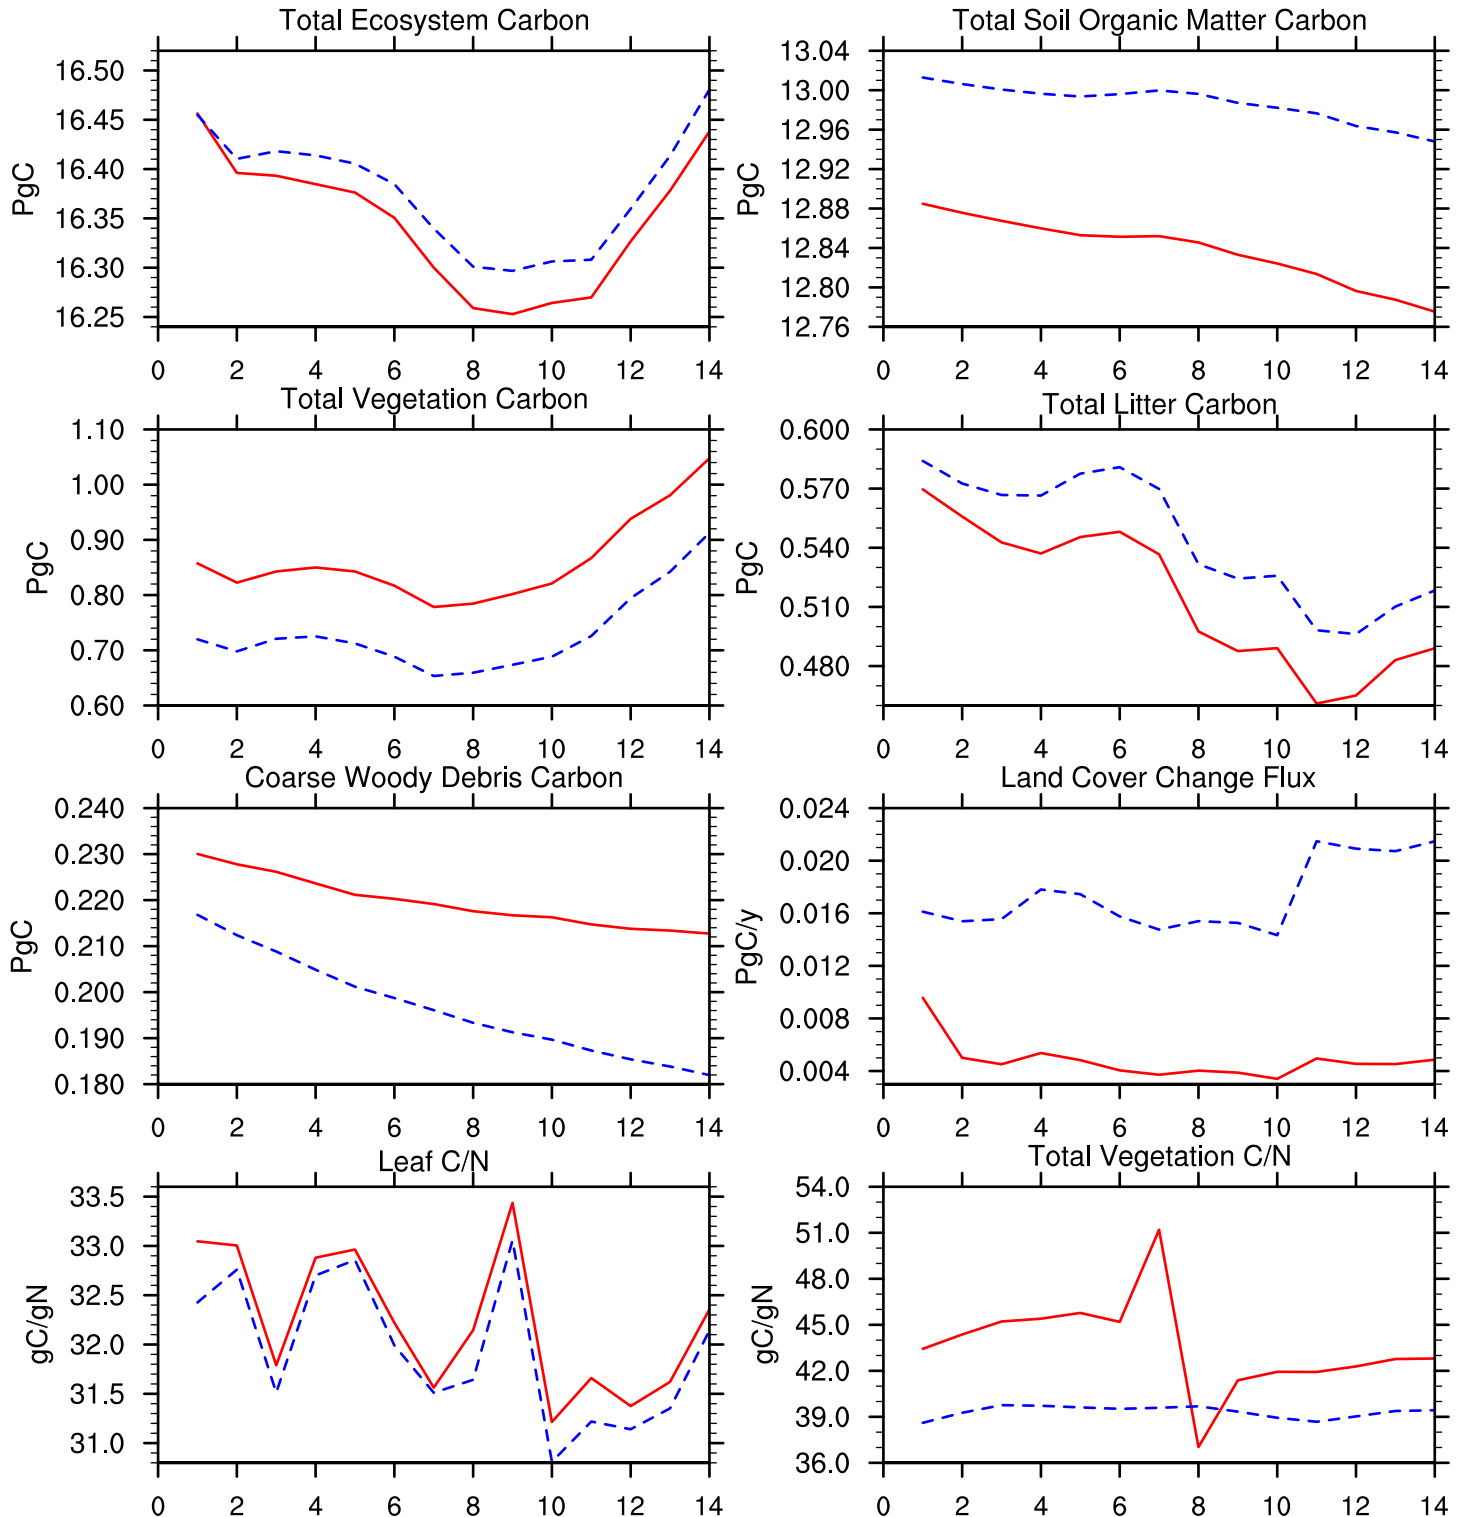 Total Ecosystem Carbon
PgC
16.50
16.45
16.40
16.35
16.30
16.25
0 2 4 6 8 10 12 14
Total Soil Organic Matter Carbon
PgC
13.04
13.00
12.96
12.92
12.88
12.84
12.80
12.76
0 2 4 6 8 10 12 14
Total Vegetation Carbon
PgC
1.10
1.00
0.90
0.80
0.70
0.60
0 2 4 6 8 10 12 14
Total Litter Carbon
PgC
0.600
0.570
0.540
0.510
0.480
0 2 4 6 8 10 12 14
Coarse Woody Debris Carbon
PgC
0.240
0.230
0.220
0.210
0.200
0.190
0.180
0 2 4 6 8 10 12 14
Land Cover Change Flux
PgC/y
0.024
0.020
0.016
0.012
0.008
0.004
0 2 4 6 8 10 12 14
Leaf C/N
gC/gN
33.5
33.0
32.5
32.0
31.5
31.0
0 2 4 6 8 10 12 14
Total Vegetation C/N
gC/gN
54.0
51.0
48.0
45.0
42.0
39.0
36.0
0 2 4 6 8 10 12 14